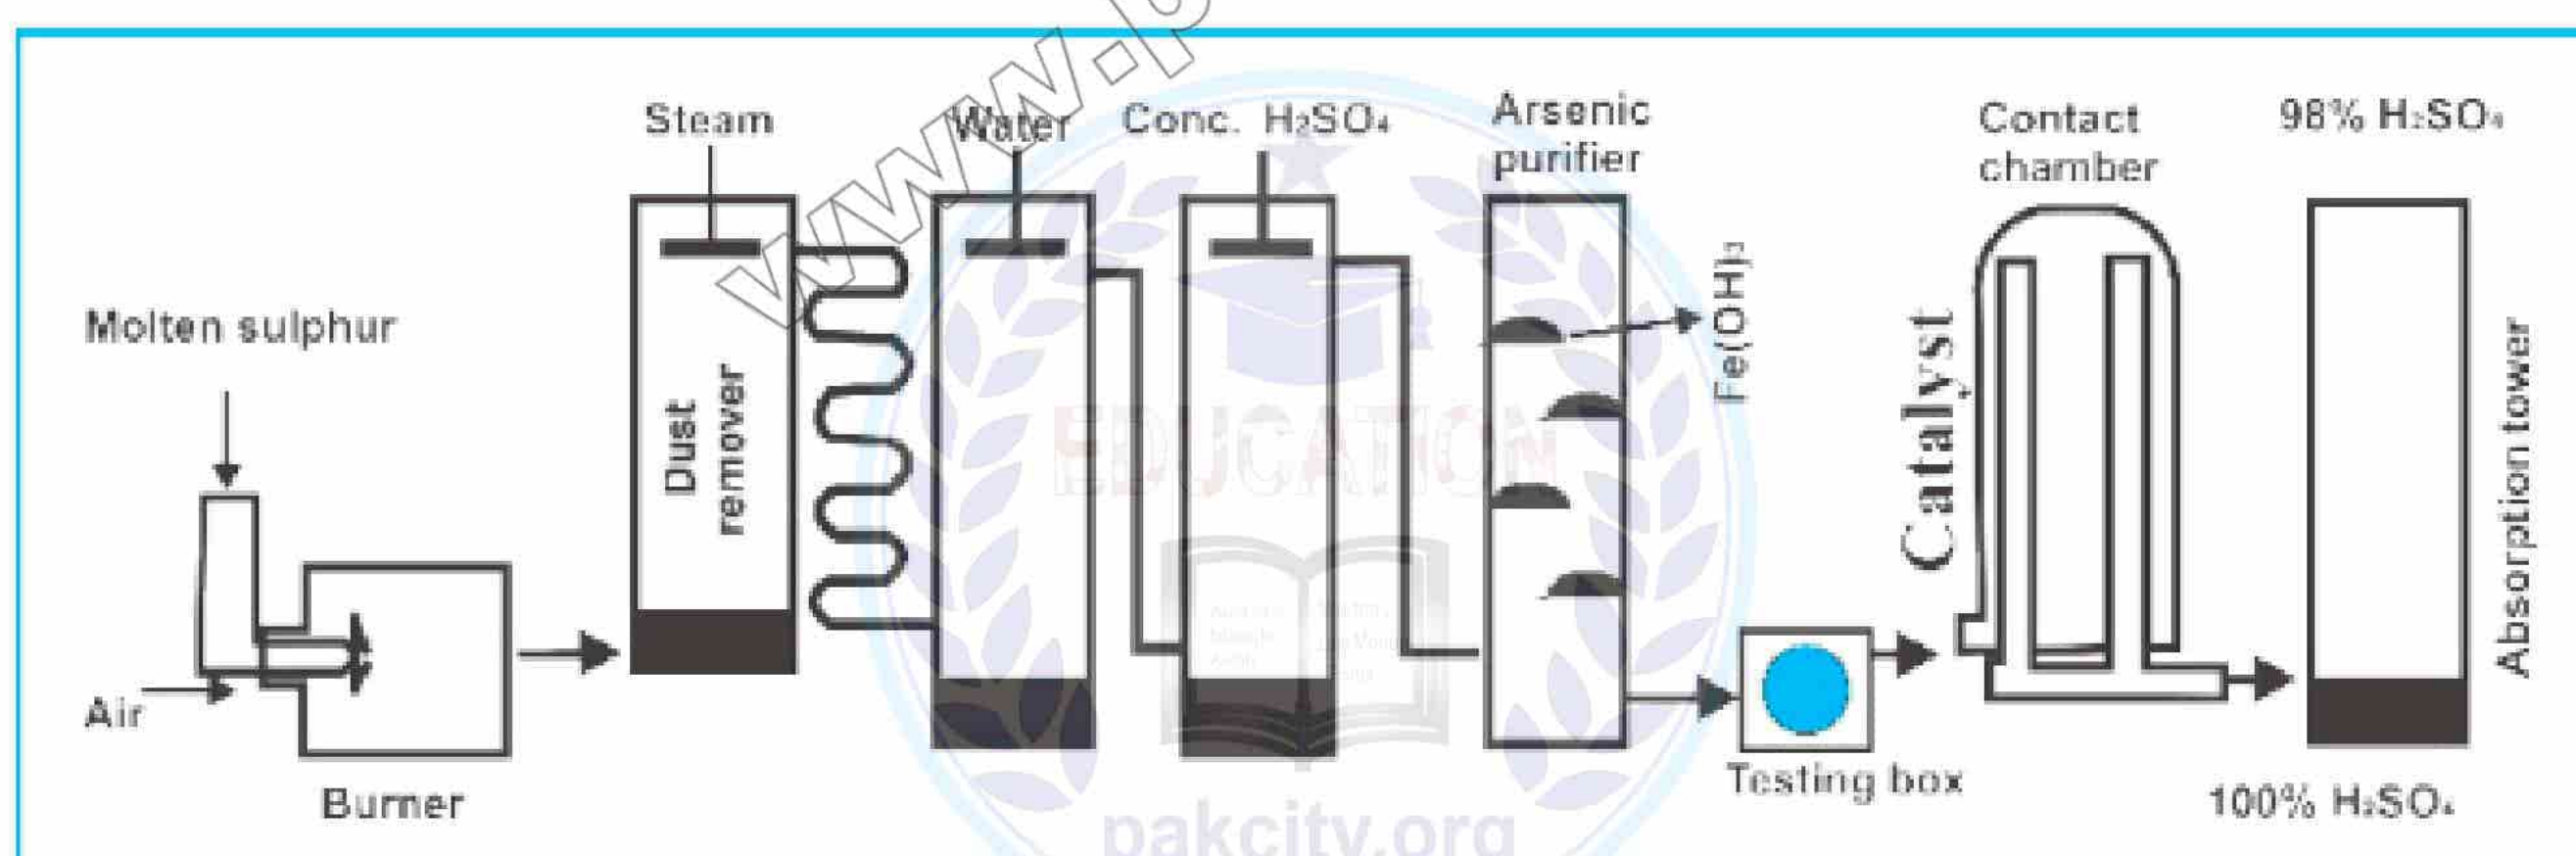 www.p
Steam
Water
Conc. H₂SO₄
Arsenic
purifier
Contact
chamber
98% H₂SO₄
Molten sulphur
Dust
remover
Fe(OH)₃
Catalyst
Absorption tower
EDUCATION
Air
Burner
Testing box
100% H₂SO₄
pakcity.org